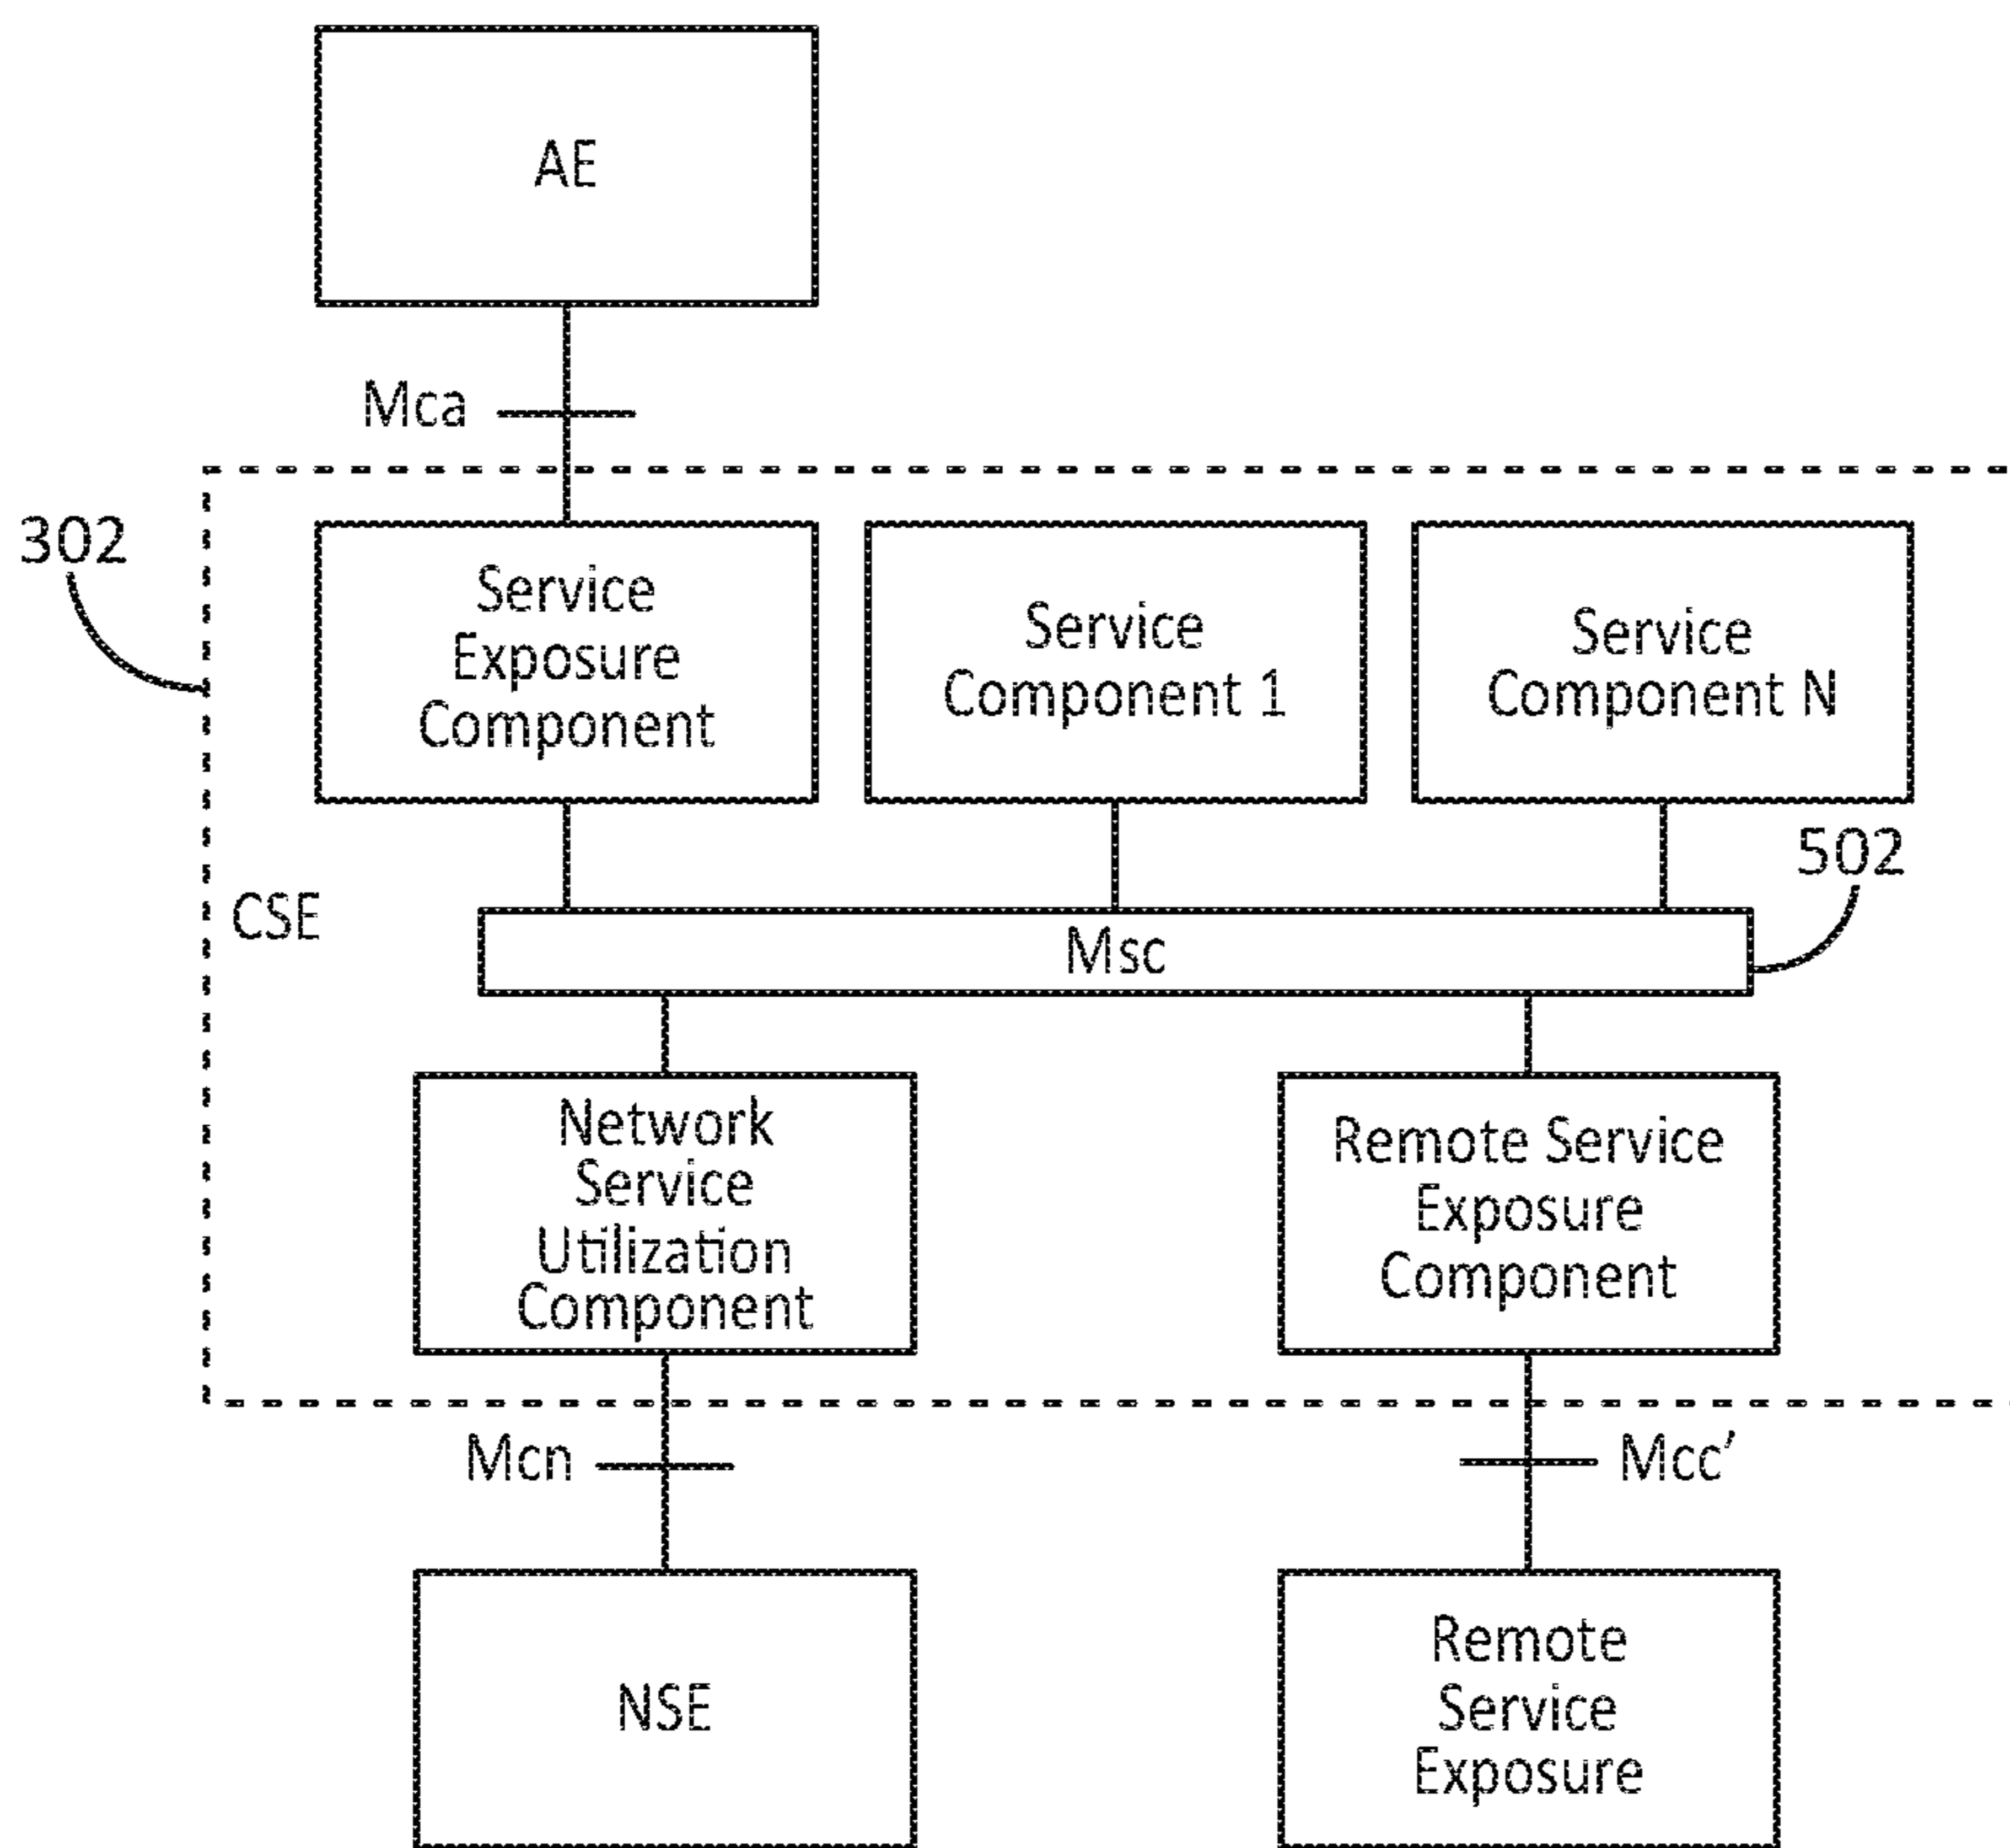 AE
Mca
302
Service
Exposure
Component
Service
Component 1
Service
Component N
502
CSE
Msc
Network
Service
Utilization
Component
Remote Service
Exposure
Component
Mcn
Mcc’
NSE
Remote
Service
Exposure